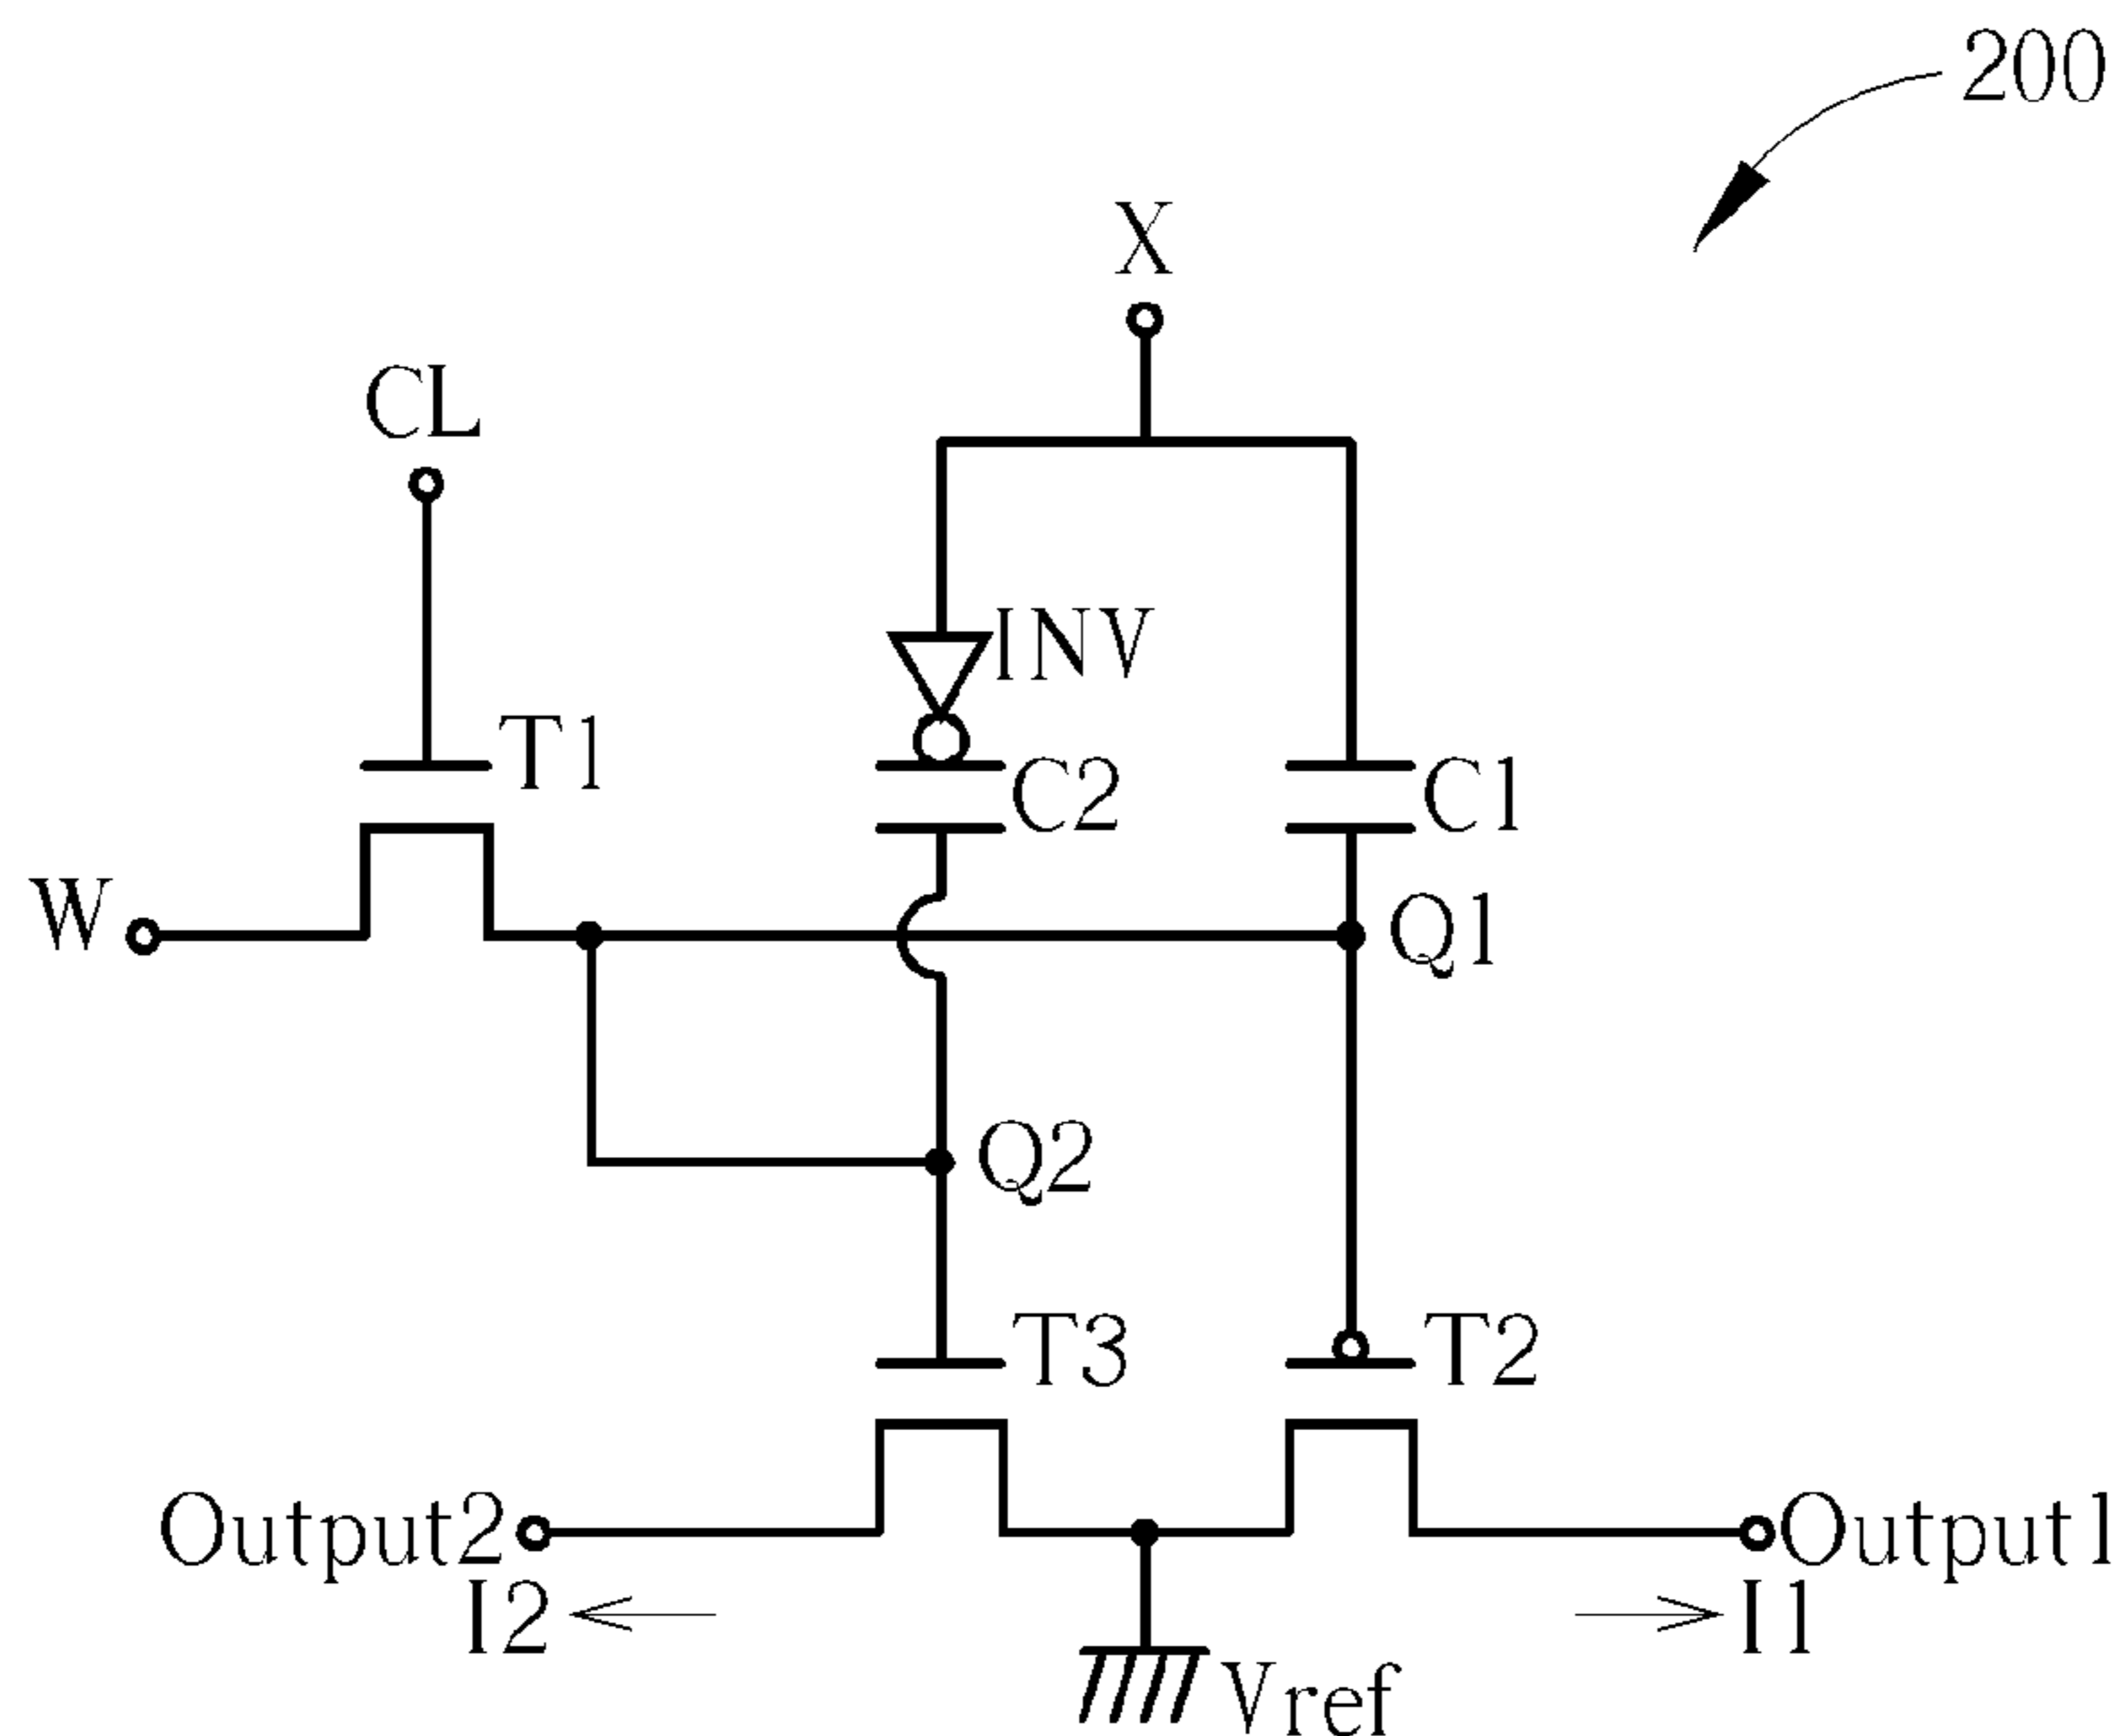 200
X
CL
INV
T1
C2
C1
W
Q1
Q2
T3
T2
Output2
Output1
I2
I1
Vref